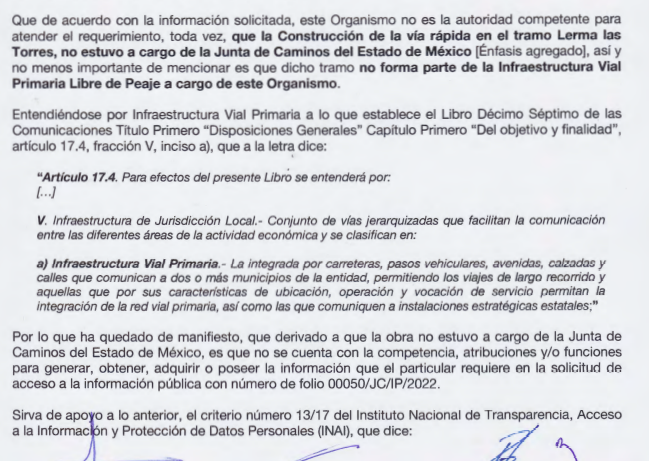 Que de acuerdo con la información solicitada, este Organismo no es la autoridad competente para
atender el requerimiento, toda vez, que la Construcción de la vía rápida en el tramo Lerma las
Torres, no estuvo a cargo de la Junta de Caminos del Estado de México [Énfasis agregado], así y
no menos importante de mencionar es que dicho tramo no forma parte de la Infraestructura Vial
Primaria Libre de Peaje a cargo de este Organismo.
Entendiéndose por Infraestructura Vial Primaria a lo que establece el Libro Décimo Séptimo de las
Comunicaciones Título Primero "Disposiciones Generales" Capítulo Primero "Del objetivo y finalidad",
artículo 17.4, fracción V, inciso a), que a la letra dice:
"Artículo 17.4. Para efectos del presente Libro se entenderá por:
[...]
V. Infraestructura de Jurisdicción Local.- Conjunto de vías jerarquizadas que facilitan la comunicación
entre las diferentes áreas de la actividad económica y se clasifican en:
a) Infraestructura Vial Primaria.- La integrada por carreteras, pasos vehiculares, avenidas, calzadas y
calles que comunican a dos o más municipios de la entidad, permitiendo los viajes de largo recorrido y
aquellas que por sus características de ubicación, operación y vocación de servicio permitan la
integración de la red vial primaria, así como las que comuniquen a instalaciones estratégicas estatales;"
Por lo que ha quedado de manifiesto, que derivado a que la obra no estuvo a cargo de la Junta de
Caminos del Estado de México, es que no se cuenta con la competencia, atribuciones y/o funciones
para generar, obtener, adquirir o poseer la información que el particular requiere en la solicitud de
acceso a la información pública con número de folio 00050/JC/IP/2022.
Sirva de apoyo a lo anterior, el criterio número 13/17 del Instituto Nacional de Transparencia, Acceso
a la Información y Protección de Datos Personales (INAI), que dice: